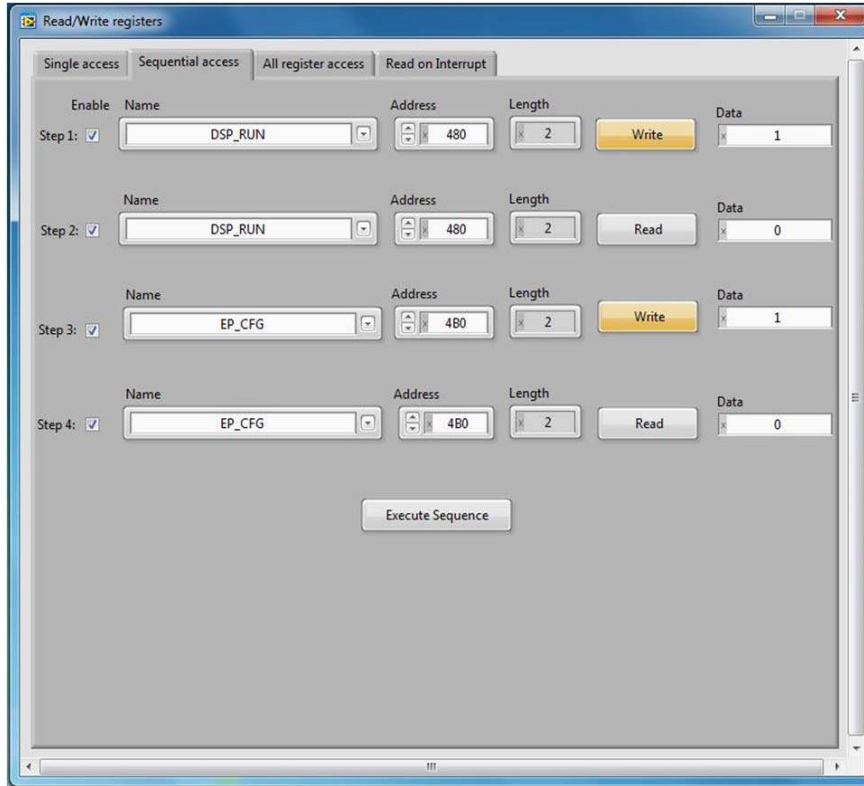 Read/Write registers
Single access Sequential access All register access Read on Interrupt
Enable Name Address Length Data
Step 1: DSP_RUN x 480 x 2 Write x 1
Name Address Length Data
Step 2: DSP_RUN x 480 x 2 Read x 0
Name Address Length Data
Step 3: EP_CFG x 4B0 x 2 Write x 1
Name Address Length Data
Step 4: EP_CFG x 4B0 x 2 Read x 0
Execute Sequence